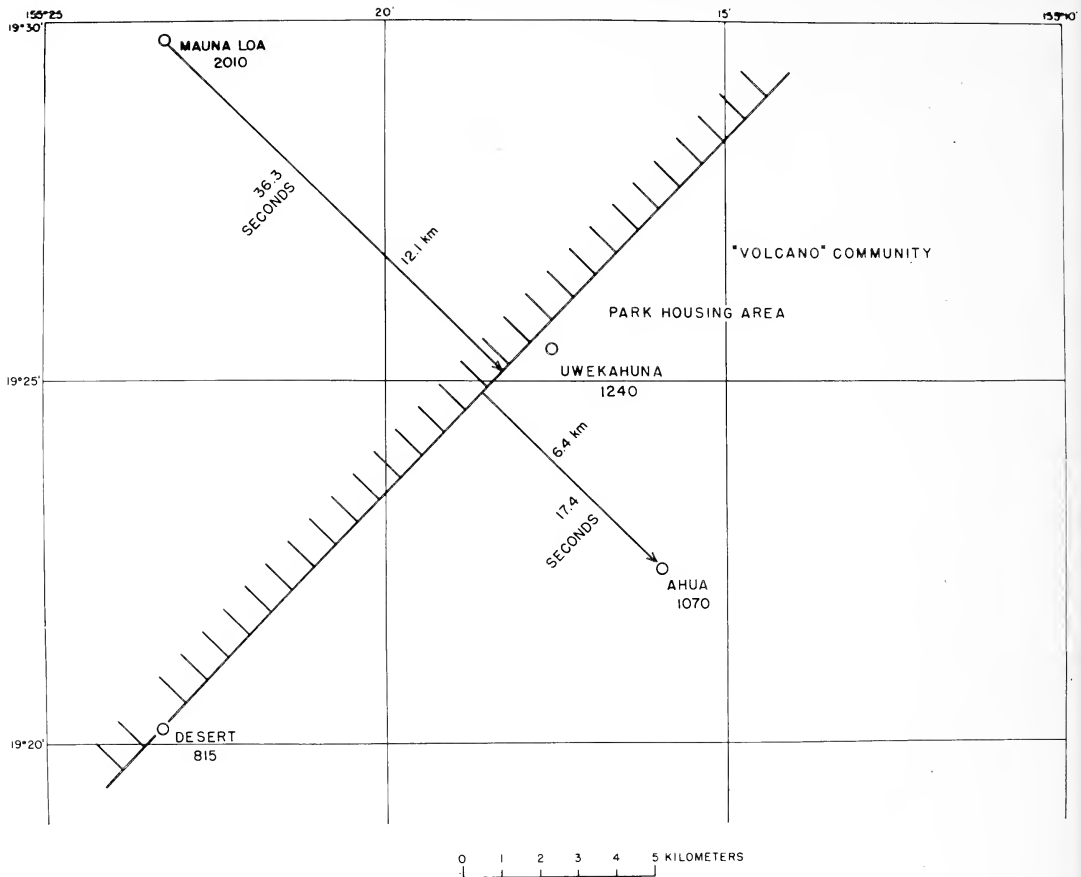 155°25
20'
15'
155°10'
19°30'
MAUNA LOA
2010
36.3
SECONDS
12.1 km
"VOLCANO" COMMUNITY
PARK HOUSING AREA
UWEKAHUNA
1240
19°25'
6.4 km
17.4
SECONDS
AHUA
1070
19°20'
DESERT
815
0 1 2 3 4 5 KILOMETERS